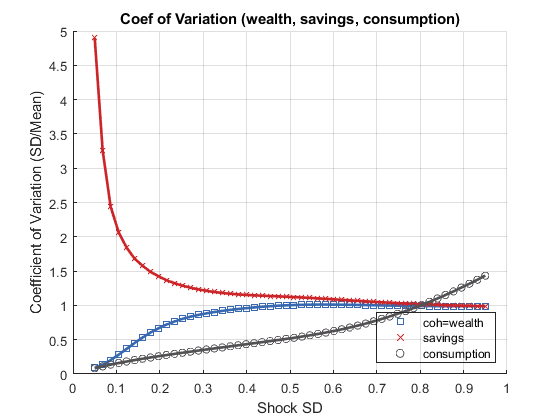 Coef of Variation (wealth, savings, consumption)
Coefficient of Variation (SD/Mean)
5
4.5
4
3.5
3
2.5
2
1.5
1
0.5
0
0 0.1 0.2 0.3 0.4 0.5 0.6 0.7 0.8 0.9 1
Shock SD
coh=wealth
savings
consumption